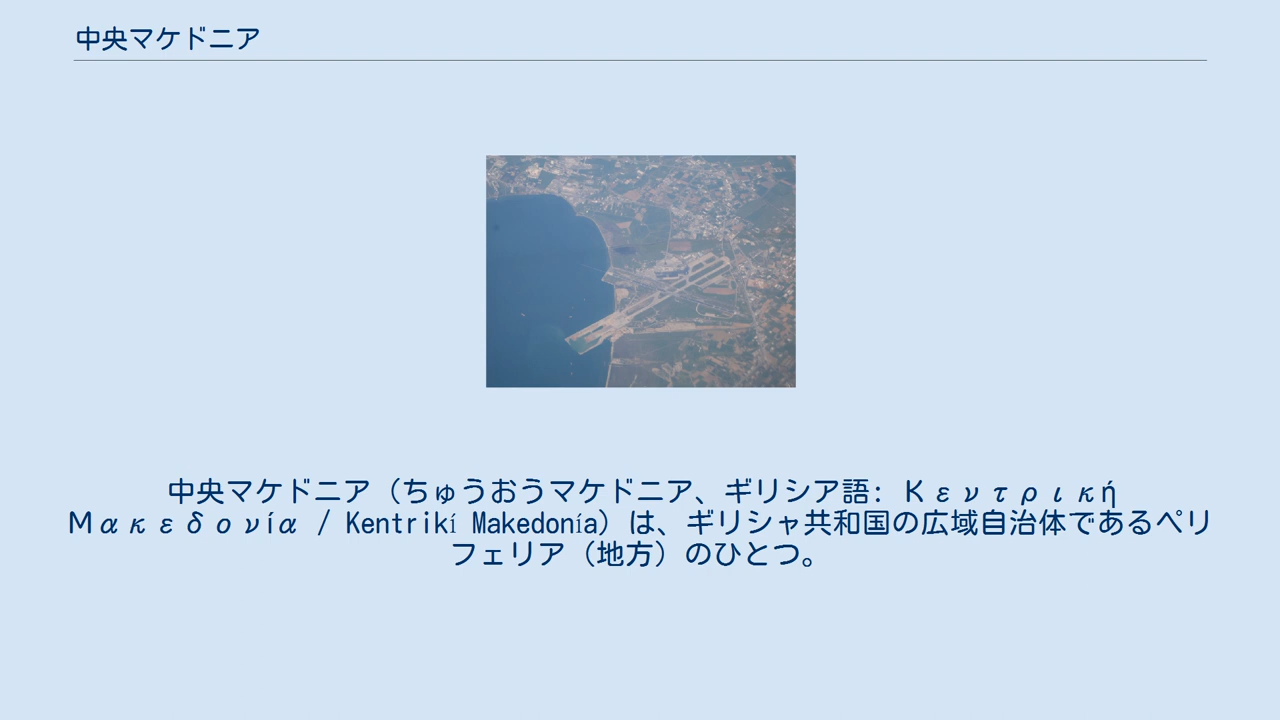 中央マケドニア
中央マケドニア（ちゅうおうマケドニア、ギリシア語: Κεντρική
Μακεδονία / Kentrikí Makedonía）は、ギリシャ共和国の広域自治体であるペリ
フェリア（地方）のひとつ。